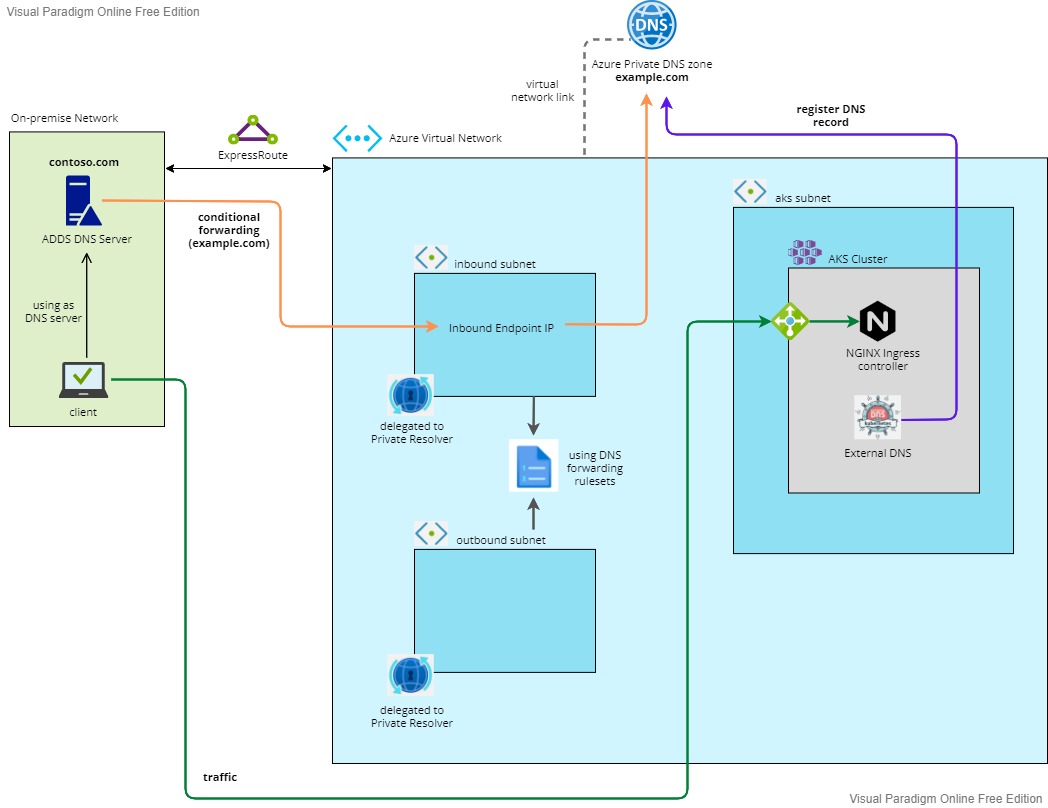 Visual Paradigm Online Free Edition
DNS
Azure Private DNS zone
example.com
virtual
network link
register DNS
record
On-premise Network
ExpressRoute
Azure Virtual Network
contoso.com
ADDS DNS Server
conditional
forwarding
(example.com)
using as
DNS server
client
inbound subnet
Inbound Endpoint IP
delegated to
Private Resolver
using DNS
forwarding
rulesets
outbound subnet
delegated to
Private Resolver
aks subnet
AKS Cluster
N
NGINX Ingress
controller
DNS
kubernetes
External DNS
traffic
Visual Paradigm Online Free Edition